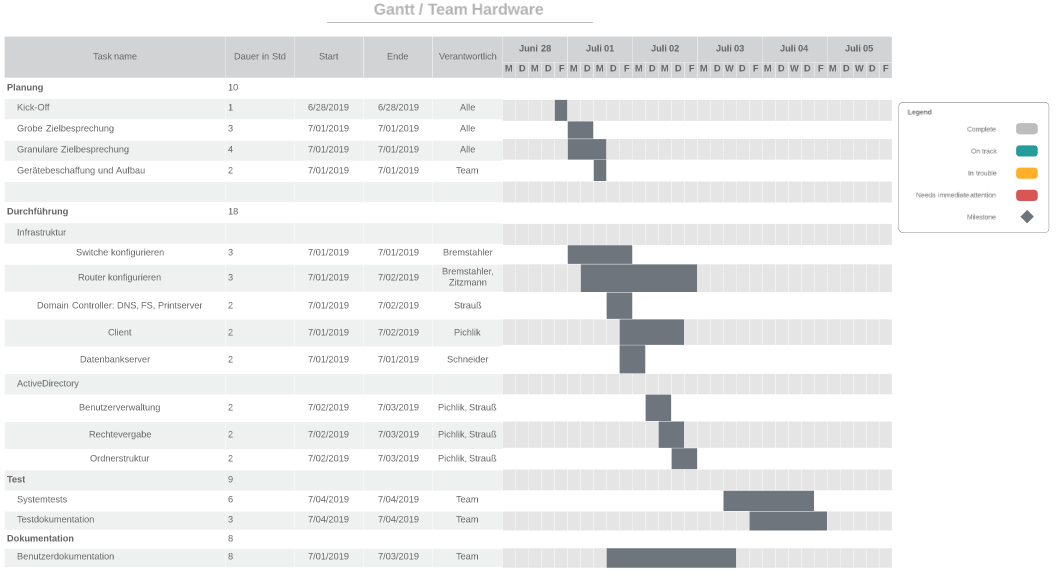 Gantt / Team Hardware
Task name Dauer in Std Start Ende Verantwortlich Juni 28 Juli 01 Juli 02 Juli 03 Juli 04 Juli 05
M D M D F M D M D F M D M D F M D W D F M D W D F M D W D F
Planung 10
Kick-Off 1 6/28/2019 6/28/2019 Alle
Grobe Zielbesprechung 3 7/01/2019 7/01/2019 Alle
Granulare Zielbesprechung 4 7/01/2019 7/01/2019 Alle
Gerätebeschaffung und Aufbau 2 7/01/2019 7/01/2019 Team
Durchführung 18
Infrastruktur
Switche konfigurieren 3 7/01/2019 7/01/2019 Bremstahler
Router konfigurieren 3 7/01/2019 7/02/2019 Bremstahler,
Zitzmann
Domain Controller: DNS, FS, Printserver 2 7/01/2019 7/02/2019 Strauß
Client 2 7/01/2019 7/02/2019 Pichlik
Datenbankserver 2 7/01/2019 7/01/2019 Schneider
ActiveDirectory
Benutzerverwaltung 2 7/02/2019 7/03/2019 Pichlik, Strauß
Rechtevergabe 2 7/02/2019 7/03/2019 Pichlik, Strauß
Ordnerstruktur 2 7/02/2019 7/03/2019 Pichlik, Strauß
Test 9
Systemtests 6 7/04/2019 7/04/2019 Team
Testdokumentation 3 7/04/2019 7/04/2019 Team
Dokumentation 8
Benutzerdokumentation 8 7/01/2019 7/03/2019 Team
Legend
Complete
On track
In trouble
Needs immediate attention
Milestone